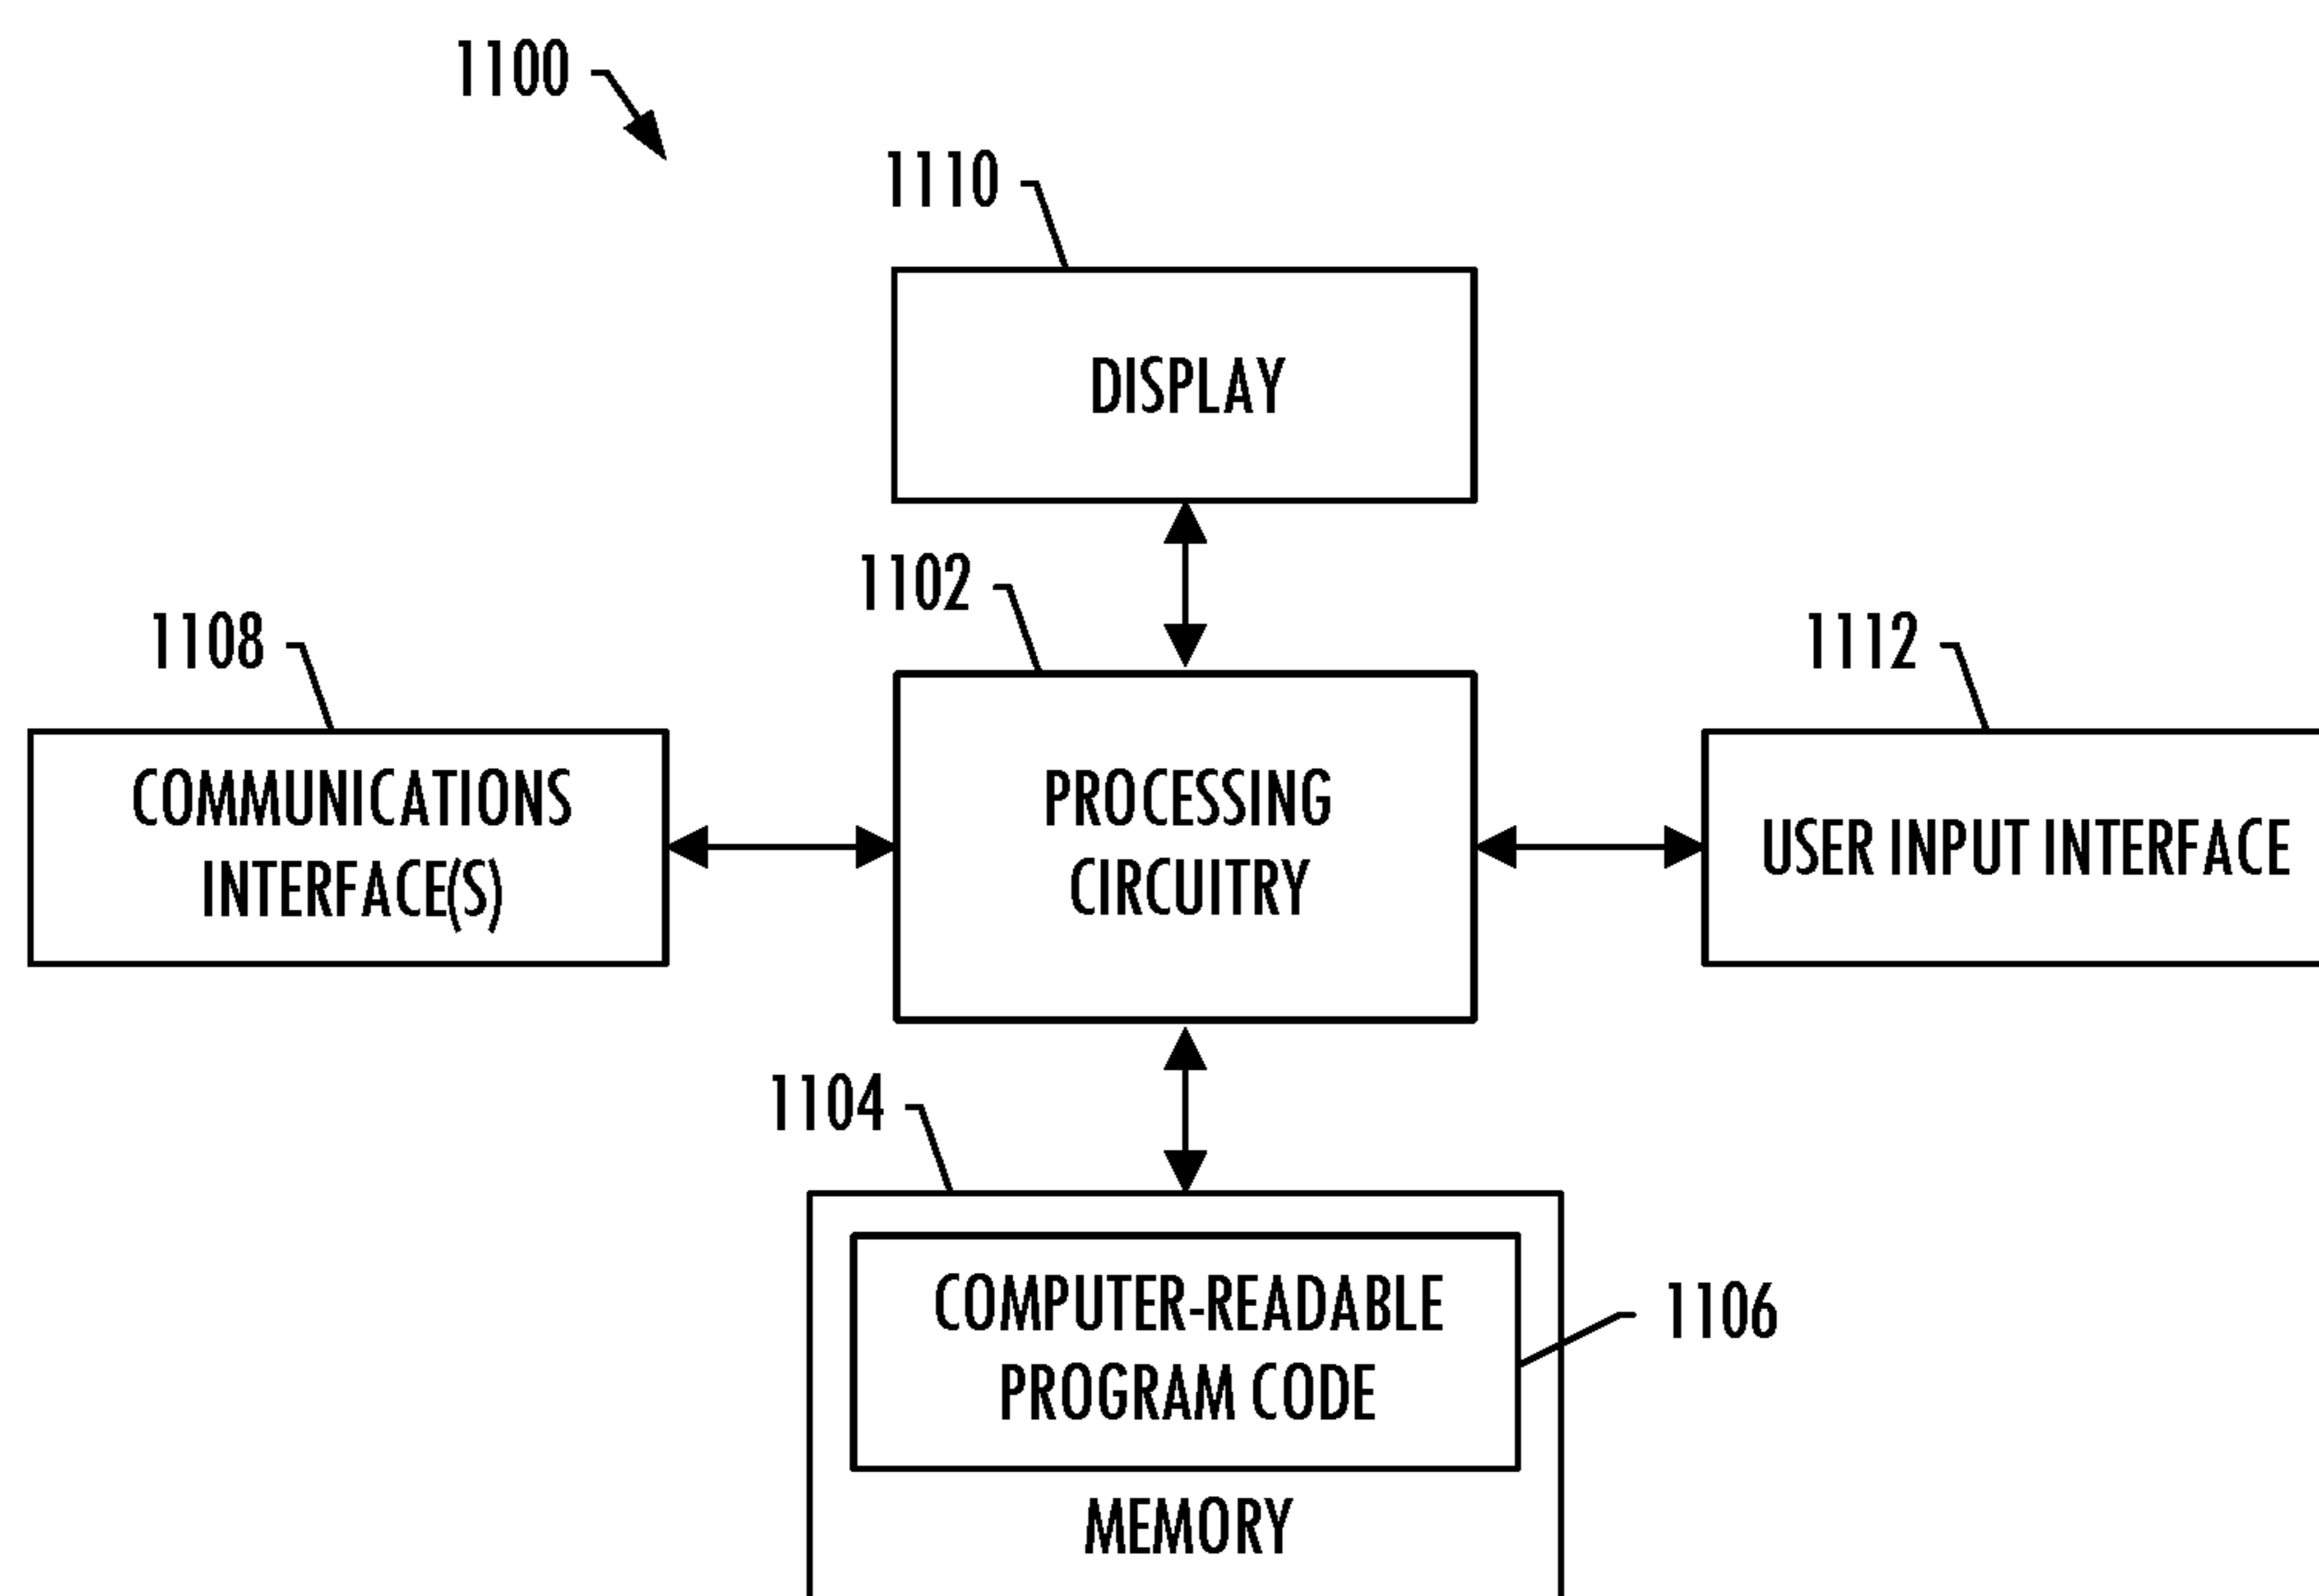 1100
1110
DISPLAY
1102
1108
1112
COMMUNICATIONS
INTERFACE(S)
PROCESSING
CIRCUITRY
USER INPUT INTERFACE
1104
COMPUTER-READABLE
PROGRAM CODE
1106
MEMORY